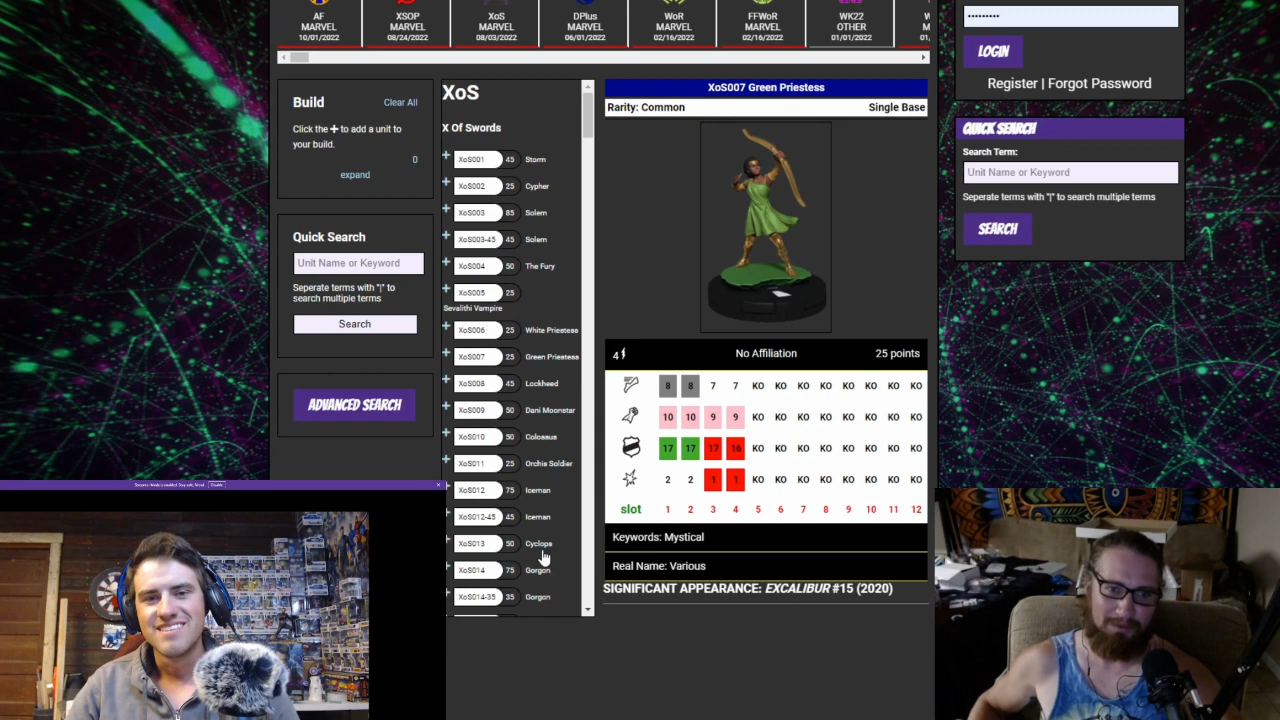 AF
MARVEL
10/01/2022
XSOP
MARVEL
08/24/2022
XoS
MARVEL
08/03/2022
DPlus
MARVEL
06/01/2022
WoR
MARVEL
02/16/2022
FFWoR
MARVEL
02/16/2022
WK22
OTHER
01/01/2022
LOGIN
Register | Forgot Password
QUICK SEARCH
Search Term:
Unit Name or Keyword
Seperate terms with "|" to search multiple terms
SEARCH
Build
Clear All
Click the + to add a unit to
your build.
0
expand
Quick Search
Unit Name or Keyword
Seperate terms with "|" to
search multiple terms
Search
ADVANCED SEARCH
XoS
X Of Swords
XoS001 45 Storm
XoS002 25 Cypher
XoS003 85 Solem
XoS003-45 45 Solem
XoS004 50 The Fury
XoS005 25
Sevalithi Vampire
XoS006 25 White Priestess
XoS007 25 Green Priestess
XoS008 45 Lockheed
XoS009 50 Dani Moonstar
XoS010 50 Colossus
XoS011 25 Orchis Soldier
XoS012 75 Iceman
XoS012-45 45 Iceman
XoS013 50 Cyclops
XoS014 75 Gorgon
XoS014-35 35 Gorgon
XoS007 Green Priestess
Rarity: Common Single Base
4 No Affiliation 25 points
8 8 7 7 KO KO KO KO KO KO KO KO
10 10 9 9 KO KO KO KO KO KO KO KO
17 17 17 16 KO KO KO KO KO KO KO KO
2 2 1 1 KO KO KO KO KO KO KO KO
slot 1 2 3 4 5 6 7 8 9 10 11 12
Keywords: Mystical
Real Name: Various
SIGNIFICANT APPEARANCE: EXCALIBUR #15 (2020)